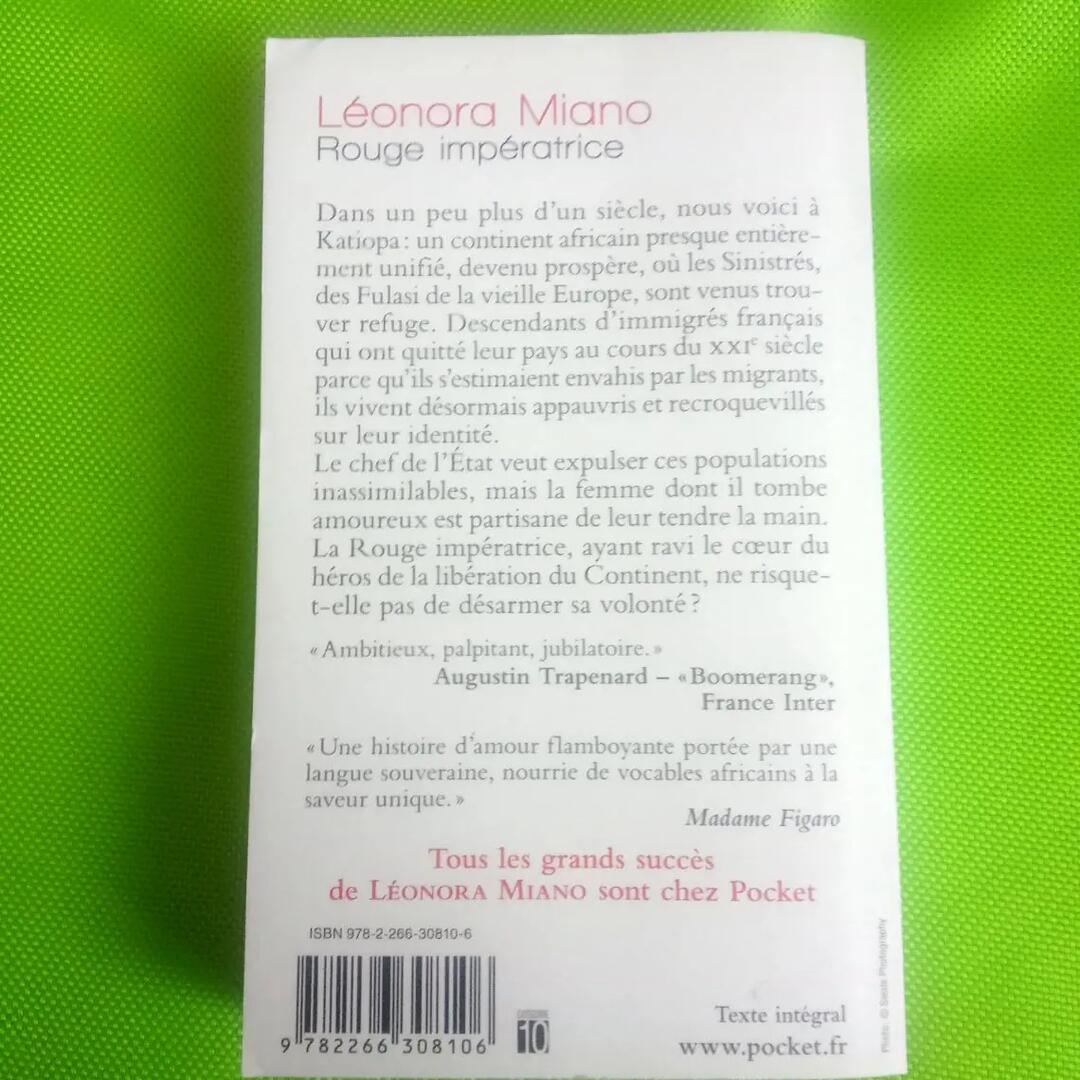 Léonora Miano
Rouge impératrice
Dans un peu plus d'un siècle, nous voici à
Katiopa : un continent africain presque entière-
ment unifié, devenu prospère, où les Sinistrés,
des Fulasi de la vieille Europe, sont venus trou-
ver refuge. Descendants d'immigrés français
qui ont quitté leur pays au cours du XXIe siècle
parce qu'ils s'estimaient envahis par les migrants,
ils vivent désormais appauvris et recroquevillés
sur leur identité.
Le chef de l'État veut expulser ces populations
inassimilables, mais la femme dont il tombe
amoureux est partisane de leur tendre la main.
La Rouge impératrice, ayant ravi le cœur du
héros de la libération du Continent, ne risque-
t-elle pas de désarmer sa volonté ?
« Ambitieux, palpitant, jubilatoire. »
Augustin Trapenard – « Boomerang »,
France Inter
« Une histoire d'amour flamboyante portée par une
langue souveraine, nourrie de vocables africains à la
saveur unique. »
Madame Figaro
Tous les grands succès
de LÉONORA MIANO sont chez Pocket
ISBN 978-2-266-30810-6
9 782266 308106
CATÉGORIE
10
Texte intégral
www.pocket.fr
Photo : © Photography